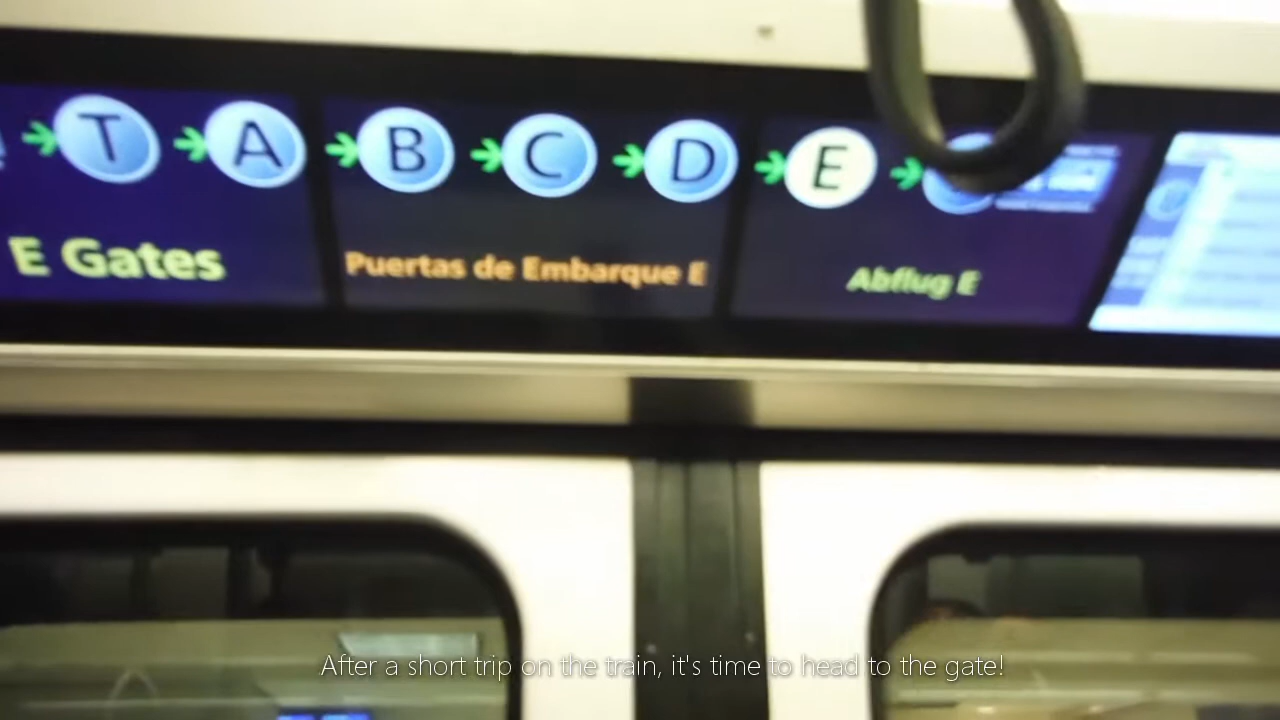 T A B C D E
E Gates
Puertas de Embarque E
Abflug E
After a short trip on the train, it's time to head to the gate!